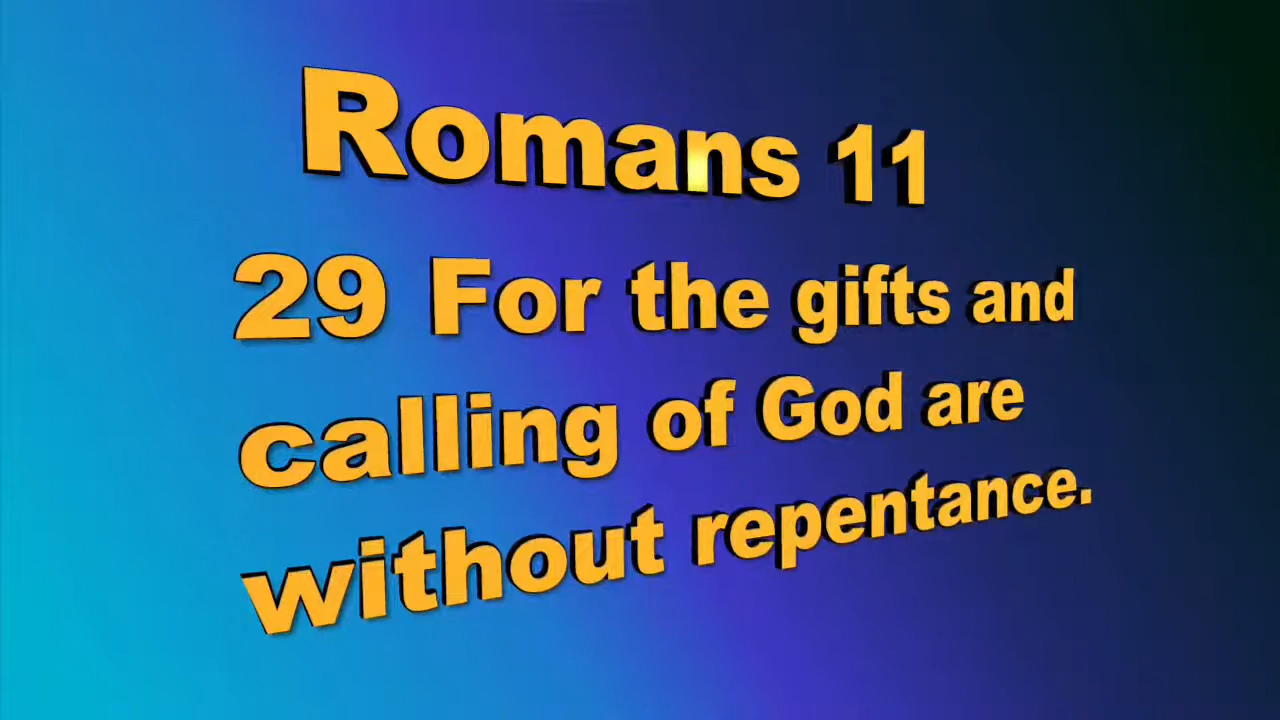 Romans 11
29 For the gifts and
calling of God are
without repentance.